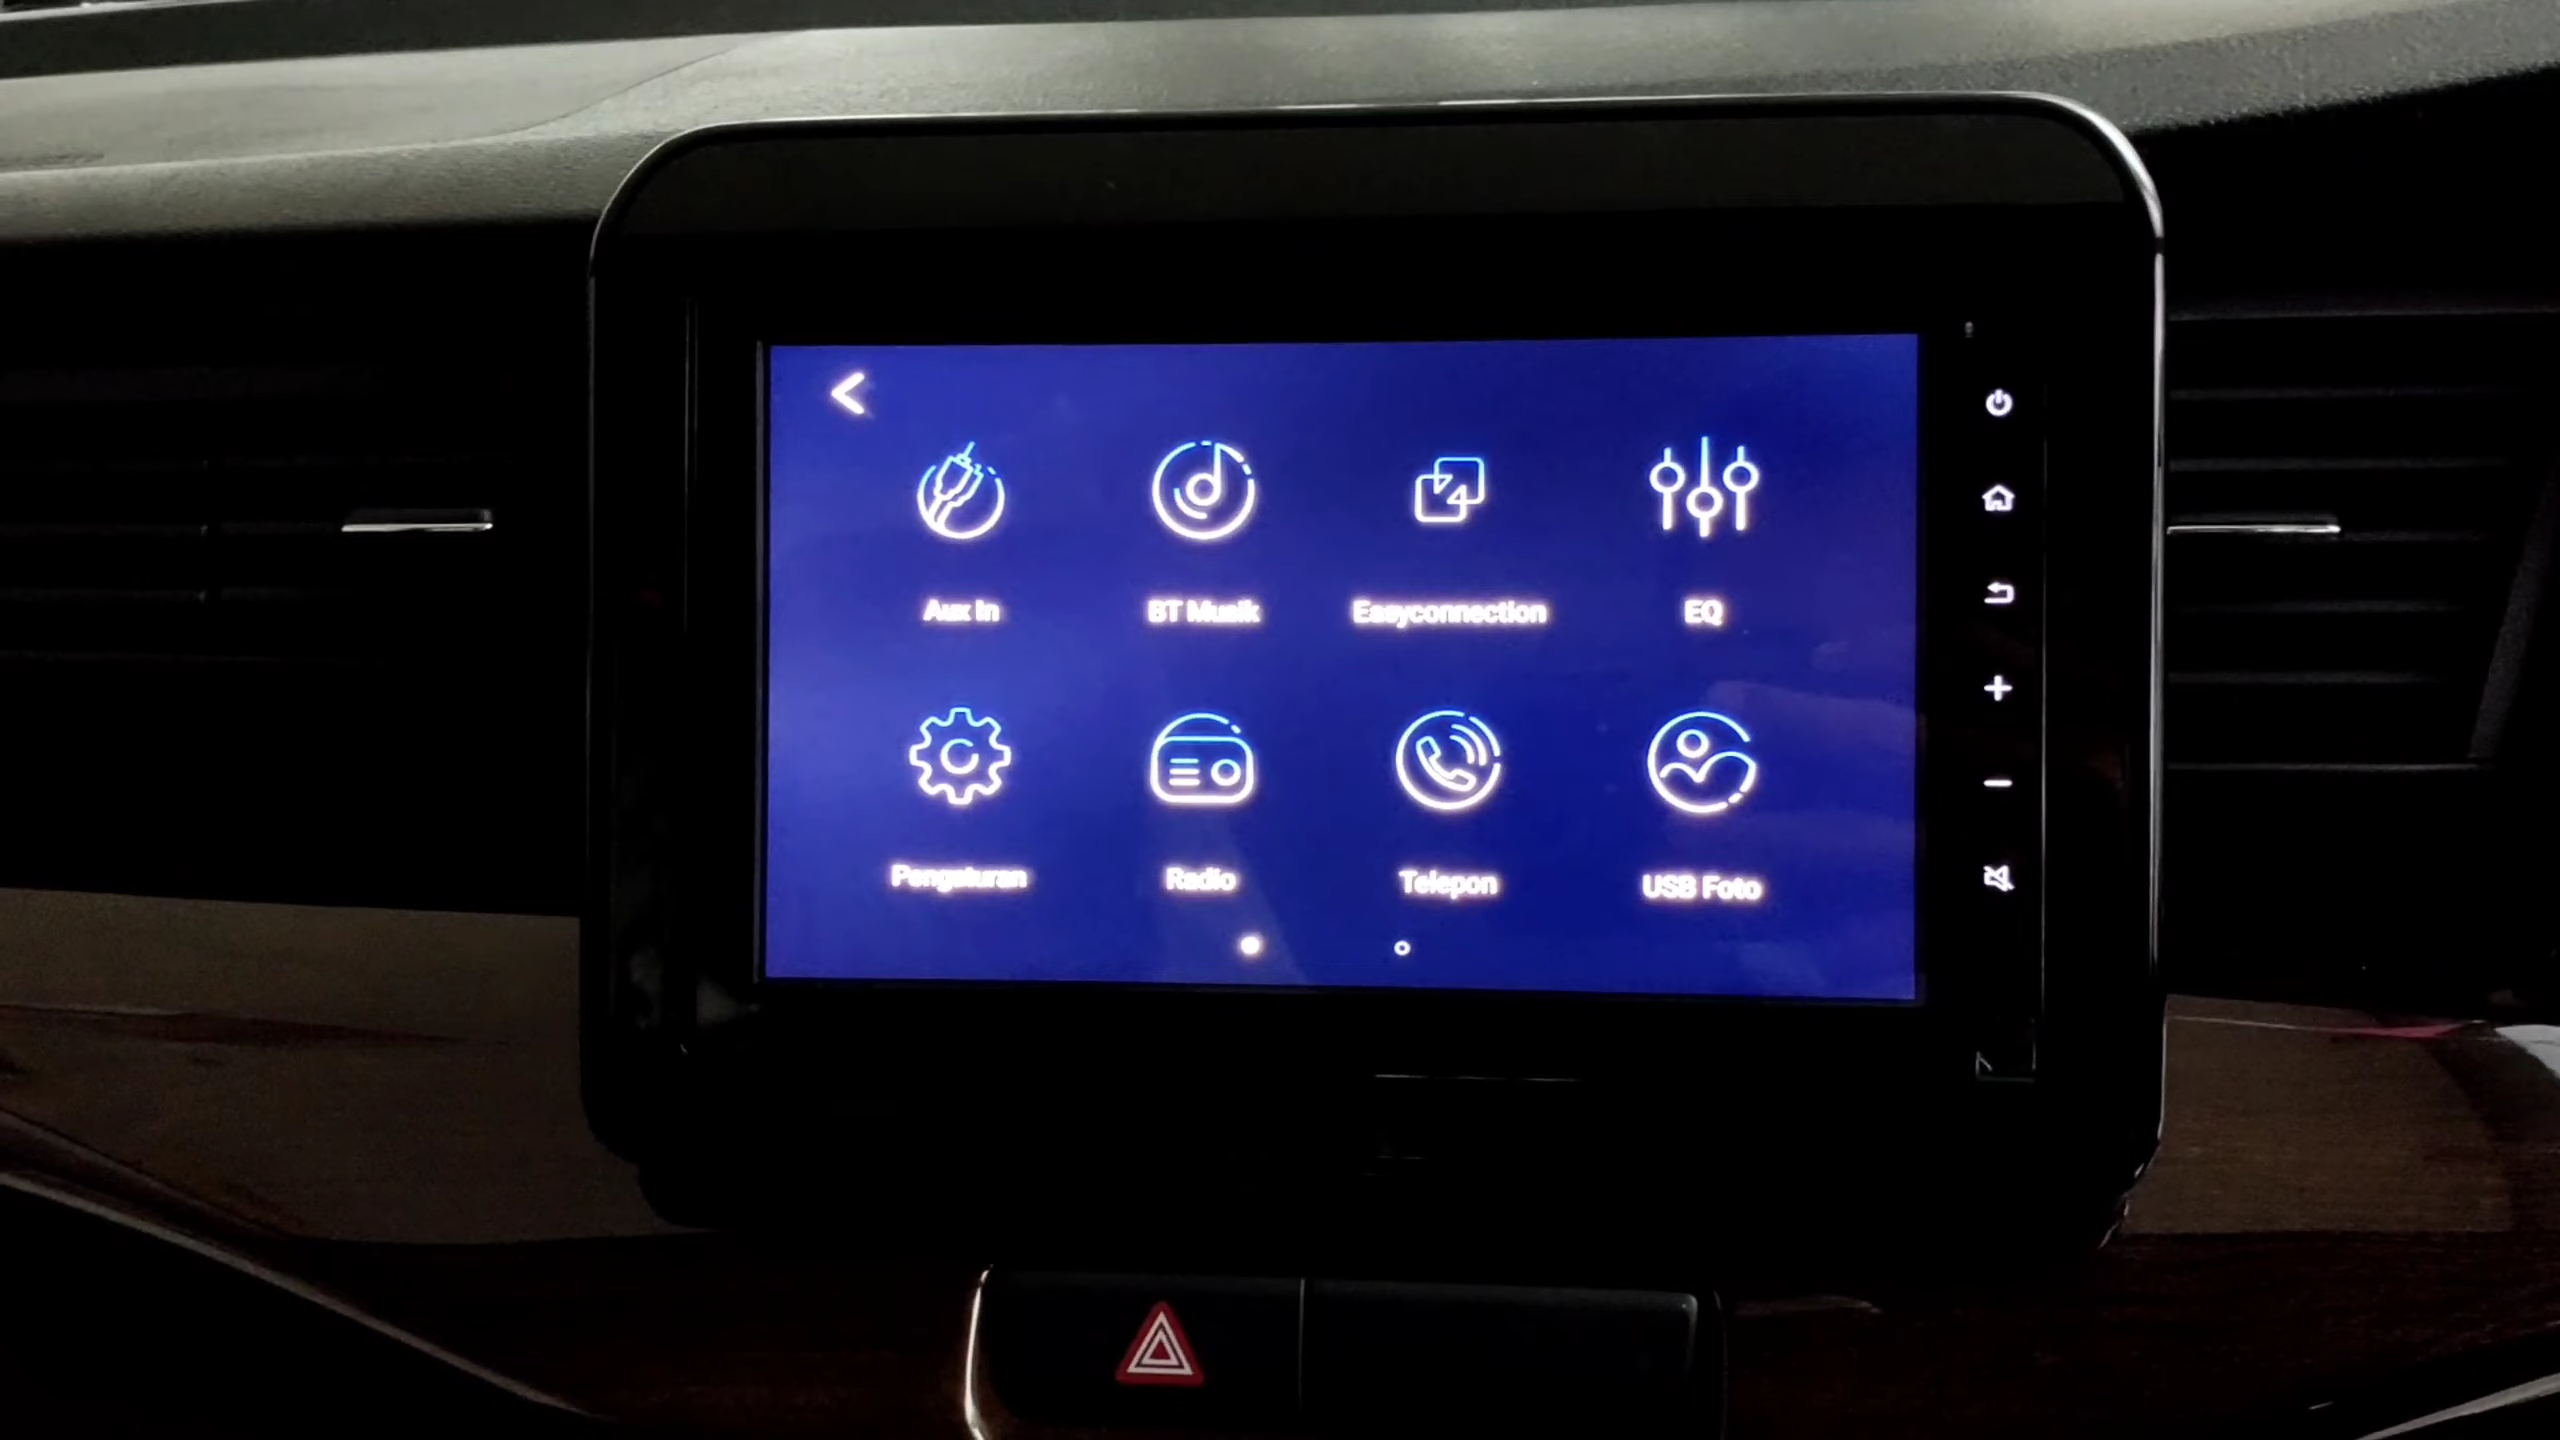 Aux In
BT Musik
Easyconnection
EQ
Pengaturan
Radio
Telepon
USB Foto